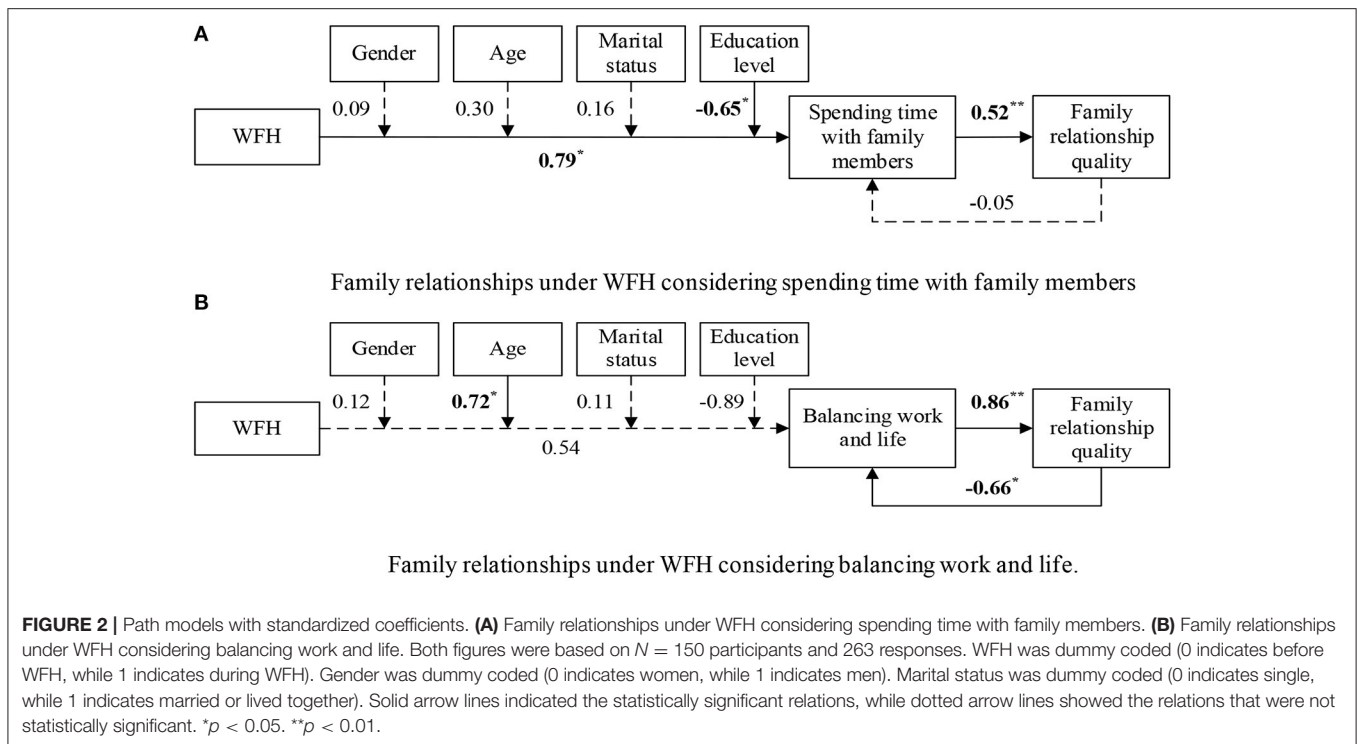 A
Gender
Age
Marital
status
Education
level
0.09
0.30
0.16
-0.65*
WFH
0.79*
Spending time
with family
members
0.52**
Family
relationship
quality
-0.05
Family relationships under WFH considering spending time with family members
B
Gender
Age
Marital
status
Education
level
0.12
0.72*
0.11
-0.89
WFH
0.54
Balancing work
and life
0.86**
Family
relationship
quality
-0.66*
Family relationships under WFH considering balancing work and life.
FIGURE 2 | Path models with standardized coefficients. (A) Family relationships under WFH considering spending time with family members. (B) Family relationships
under WFH considering balancing work and life. Both figures were based on N = 150 participants and 263 responses. WFH was dummy coded (0 indicates before
WFH, while 1 indicates during WFH). Gender was dummy coded (0 indicates women, while 1 indicates men). Marital status was dummy coded (0 indicates single,
while 1 indicates married or lived together). Solid arrow lines indicated the statistically significant relations, while dotted arrow lines showed the relations that were not
statistically significant. *p < 0.05. **p < 0.01.